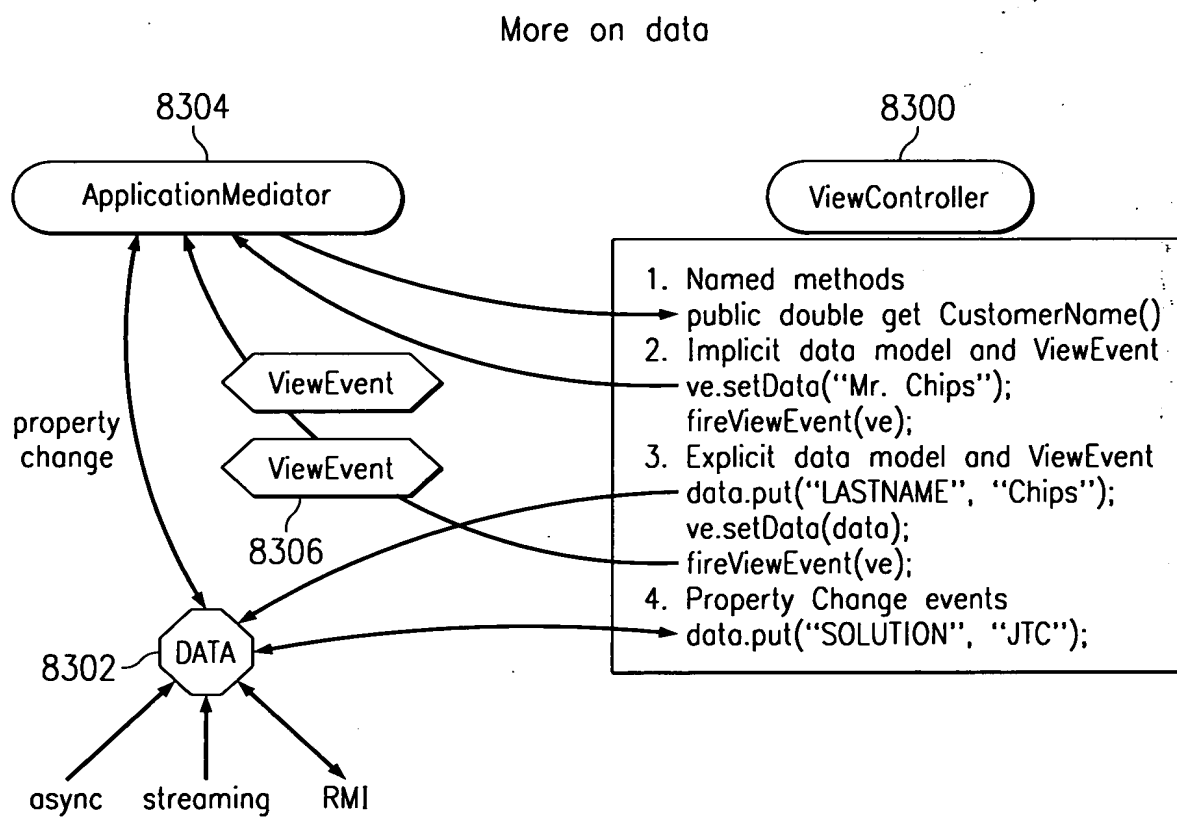 More on data
8304
8300
ApplicationMediator
ViewController
1. Named methods
public double get CustomerName()
2. Implicit data model and ViewEvent
ve.setData("Mr. Chips");
fireViewEvent(ve);
3. Explicit data model and ViewEvent
data.put("LASTNAME", "Chips");
ve.setData(data);
fireViewEvent(ve);
4. Property Change events
data.put("SOLUTION", "JTC");
ViewEvent
property
change
ViewEvent
8306
DATA
8302
async
streaming
RMI